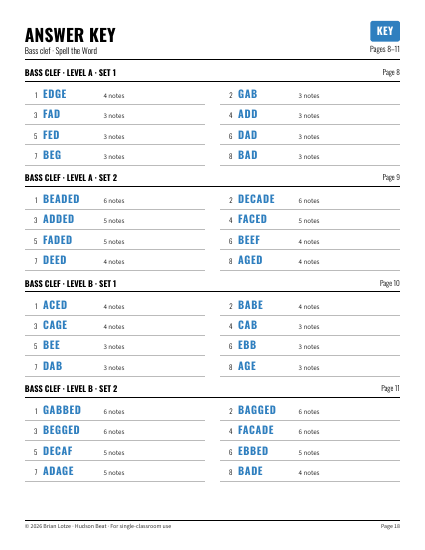 ANSWER KEY
KEY
Bass clef · Spell the Word
Pages 8–11
BASS CLEF · LEVEL A · SET 1 Page 8
1 EDGE 4 notes 2 GAB 3 notes
3 FAD 3 notes 4 ADD 3 notes
5 FED 3 notes 6 DAD 3 notes
7 BEG 3 notes 8 BAD 3 notes
BASS CLEF · LEVEL A · SET 2 Page 9
1 BEADED 6 notes 2 DECADE 6 notes
3 ADDED 5 notes 4 FACED 5 notes
5 FADED 5 notes 6 BEEF 4 notes
7 DEED 4 notes 8 AGED 4 notes
BASS CLEF · LEVEL B · SET 1 Page 10
1 ACED 4 notes 2 BABE 4 notes
3 CAGE 4 notes 4 CAB 3 notes
5 BEE 3 notes 6 EBB 3 notes
7 DAB 3 notes 8 AGE 3 notes
BASS CLEF · LEVEL B · SET 2 Page 11
1 GABBED 6 notes 2 BAGGED 6 notes
3 BEGGED 6 notes 4 FACADE 6 notes
5 DECAF 5 notes 6 EBBED 5 notes
7 ADAGE 5 notes 8 BADE 4 notes
© 2026 Brian Lotze · Hudson Beat · For single-classroom use Page 18